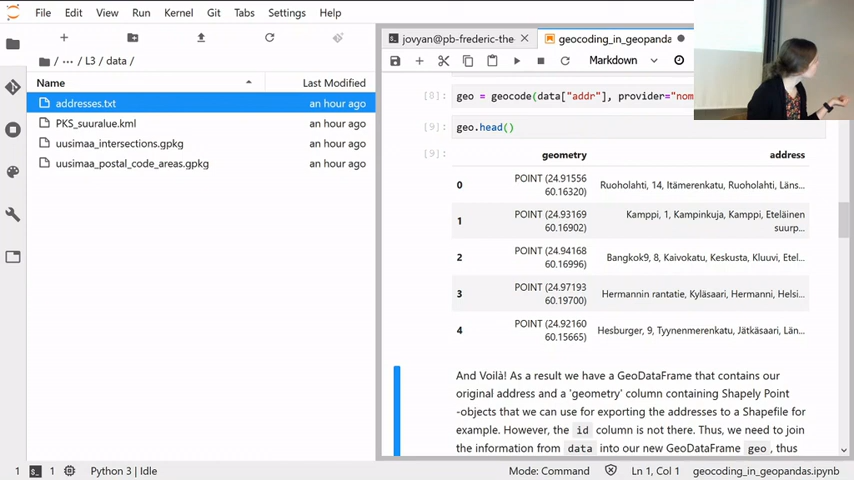 File Edit View Run Kernel Git Tabs Settings Help
/ ··· / L3 / data /
Name Last Modified
addresses.txt an hour ago
PKS_suuralue.kml an hour ago
uusimaa_intersections.gpkg an hour ago
uusimaa_postal_code_areas.gpkg an hour ago
jovyan@pb-frederic-the-
geocoding_in_geopanda
Markdown
geo = geocode(data["addr"], provider="nom
[9]: geo.head()
[9]:
geometry address
0 POINT (24.91556 60.16320) Ruoholahti, 14, Itämerenkatu, Ruoholahti, Läns...
1 POINT (24.93169 60.16902) Kamppi, 1, Kampinkuja, Kamppi, Eteläinen suurp...
2 POINT (24.94168 60.16996) Bangkok9, 8, Kaivokatu, Keskusta, Kluuvi, Etel...
3 POINT (24.97193 60.19700) Hermannin rantatie, Kyläsaari, Hermanni, Helsi...
4 POINT (24.92160 60.15665) Hesburger, 9, Tyynenmerenkatu, Jätkäsaari, Län...
And Voilà! As a result we have a GeoDataFrame that contains our
original address and a 'geometry' column containing Shapely Point
-objects that we can use for exporting the addresses to a Shapefile for
example. However, the id column is not there. Thus, we need to join
the information from data into our new GeoDataFrame geo , thus
1 1 Python 3 | Idle Mode: Command Ln 1, Col 1 geocoding_in_geopandas.ipynb